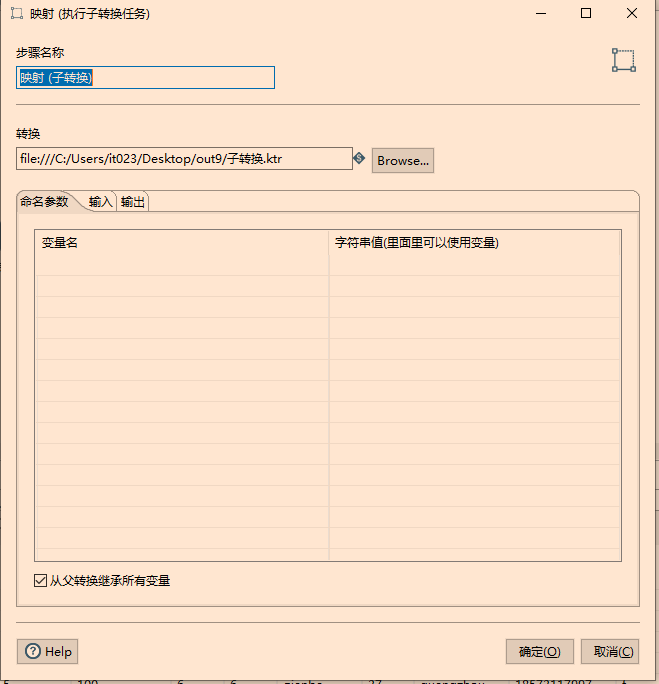 映射 (执行子转换任务)
步骤名称
映射 (子转换)
转换
file:///C:/Users/it023/Desktop/out9/子转换.ktr
Browse...
命名参数 输入 输出
变量名 字符串值(里面里可以使用变量)
从父转换继承所有变量
Help 确定(O) 取消(C)